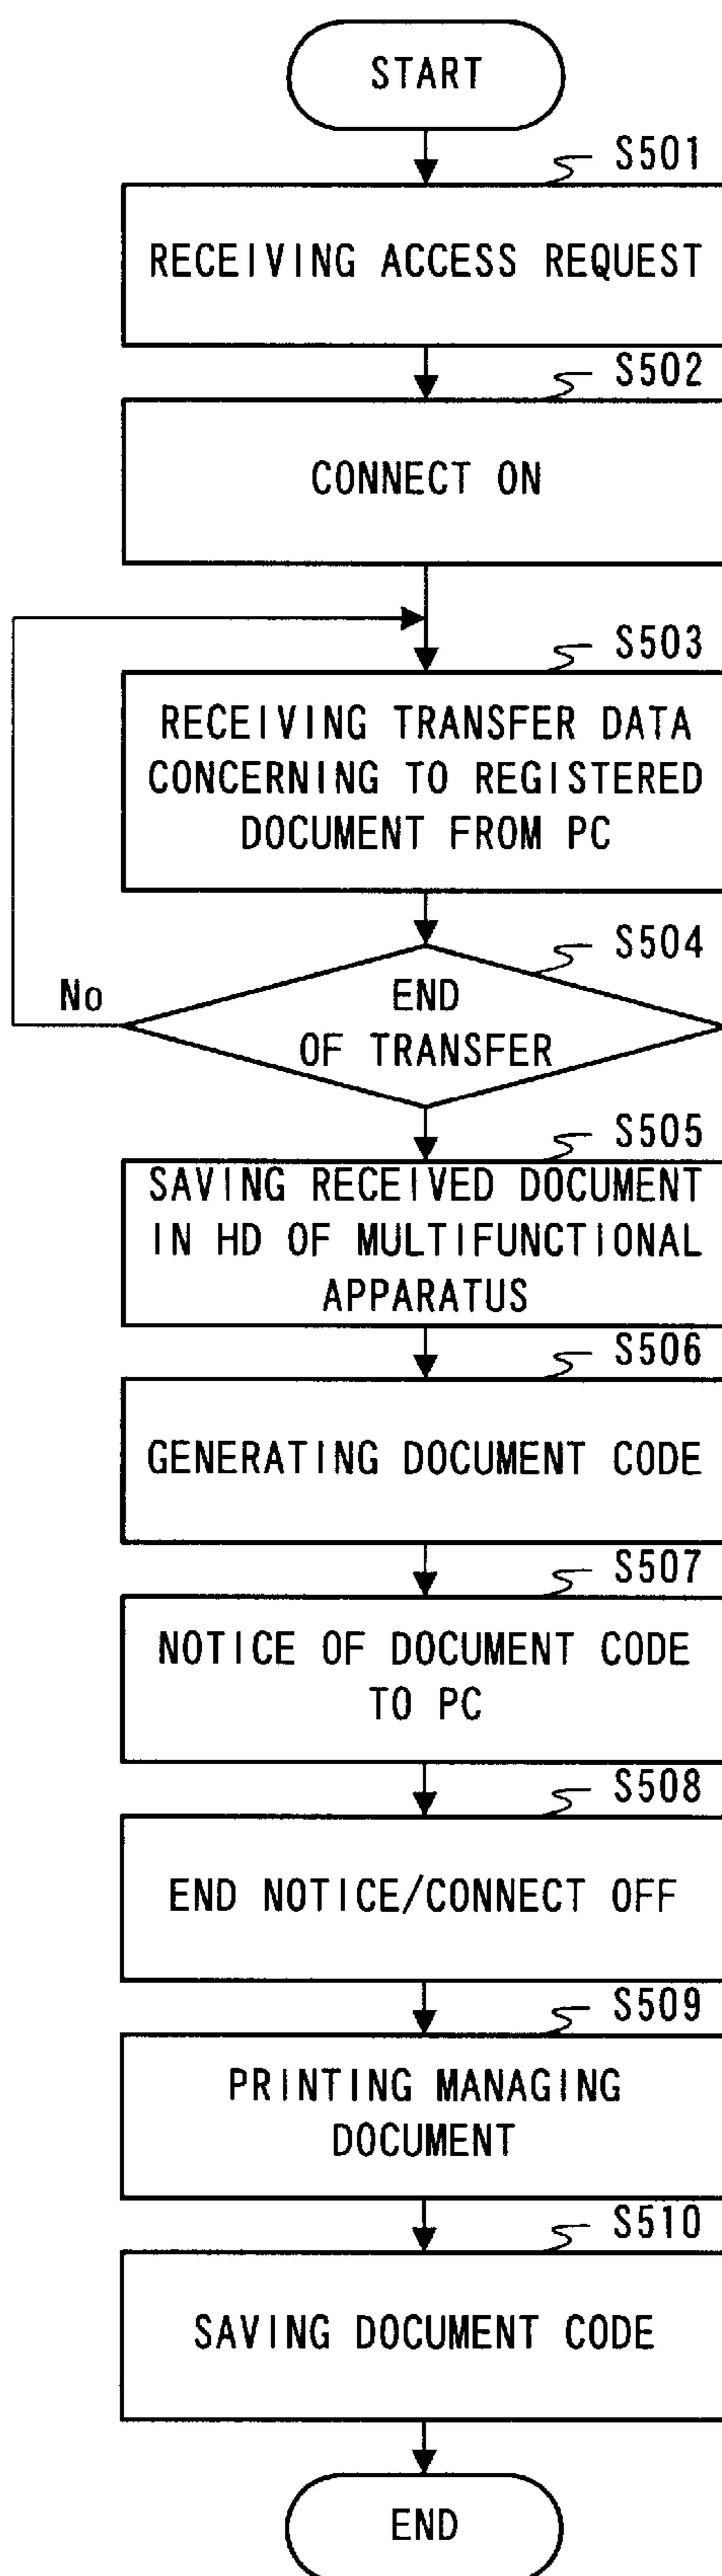 START
S501
RECEIVING ACCESS REQUEST
S502
CONNECT ON
S503
RECEIVING TRANSFER DATA
CONCERNING TO REGISTERED
DOCUMENT FROM PC
S504
No
END
OF TRANSFER
S505
SAVING RECEIVED DOCUMENT
IN HD OF MULTIFUNCTIONAL
APPARATUS
S506
GENERATING DOCUMENT CODE
S507
NOTICE OF DOCUMENT CODE
TO PC
S508
END NOTICE/CONNECT OFF
S509
PRINTING MANAGING
DOCUMENT
S510
SAVING DOCUMENT CODE
END